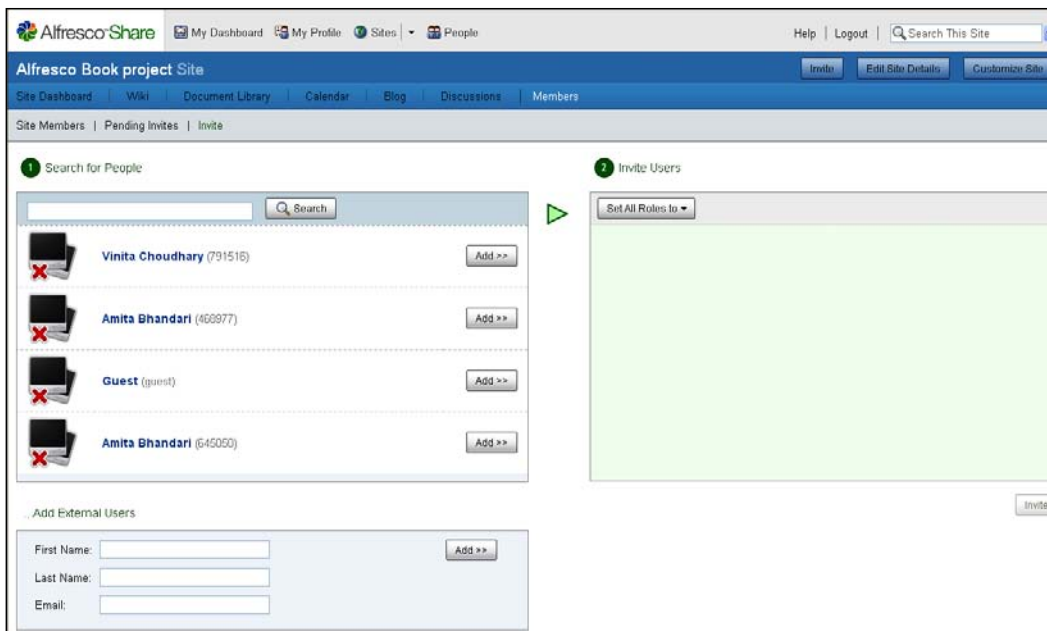 Alfresco Share My Dashboard My Profile Sites People Help | Logout | Search This Site
Alfresco Book project Site Invite Edit Site Details Customize Site
Site Dashboard Wiki Document Library Calendar Blog Discussions Members
Site Members | Pending Invites | Invite
1 Search for People
2 Invite Users
Search
Set All Roles to
Vinita Choudhary (791516) Add >>
Amita Bhandari (468977) Add >>
Guest (guest) Add >>
Amita Bhandari (645050) Add >>
Invite
Add External Users
First Name: Add >>
Last Name:
Email: